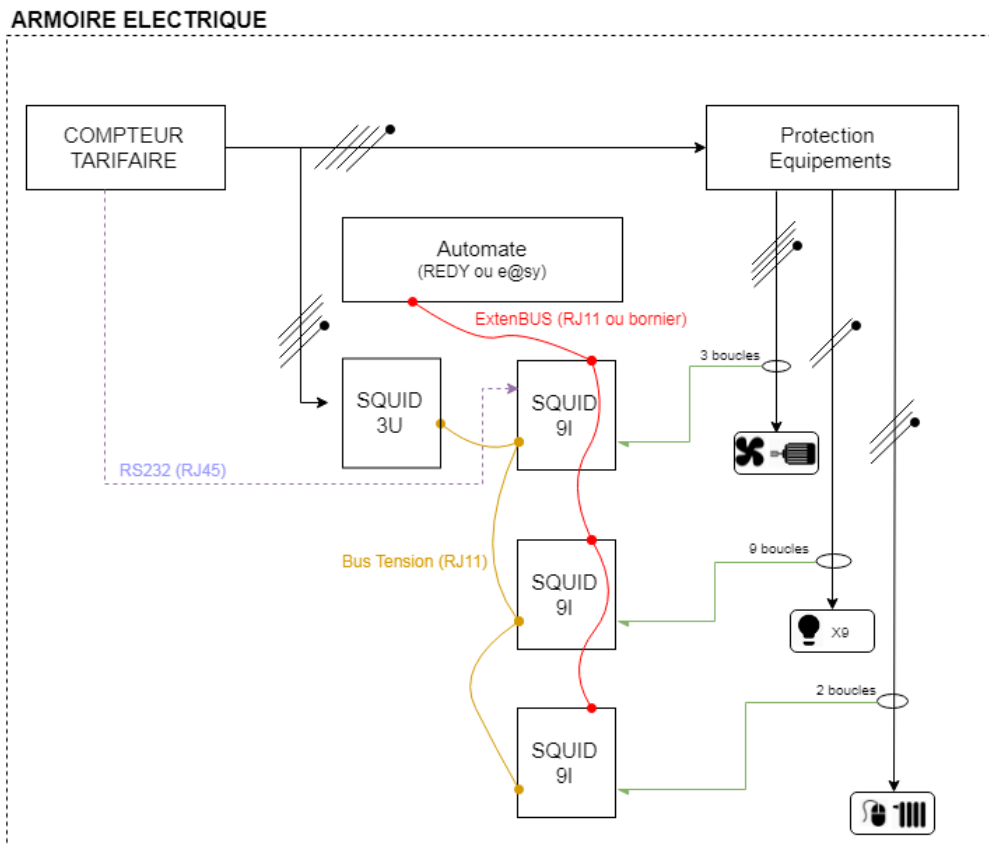 ARMOIRE ELECTRIQUE
COMPTEUR
TARIFAIRE
Protection
Equipements
Automate
(REDY ou e@sy)
ExtenBUS (RJ11 ou bornier)
3 boucles
SQUID
3U
SQUID
9I
RS232 (RJ45)
Bus Tension (RJ11)
9 boucles
SQUID
9I
X9
2 boucles
SQUID
9I